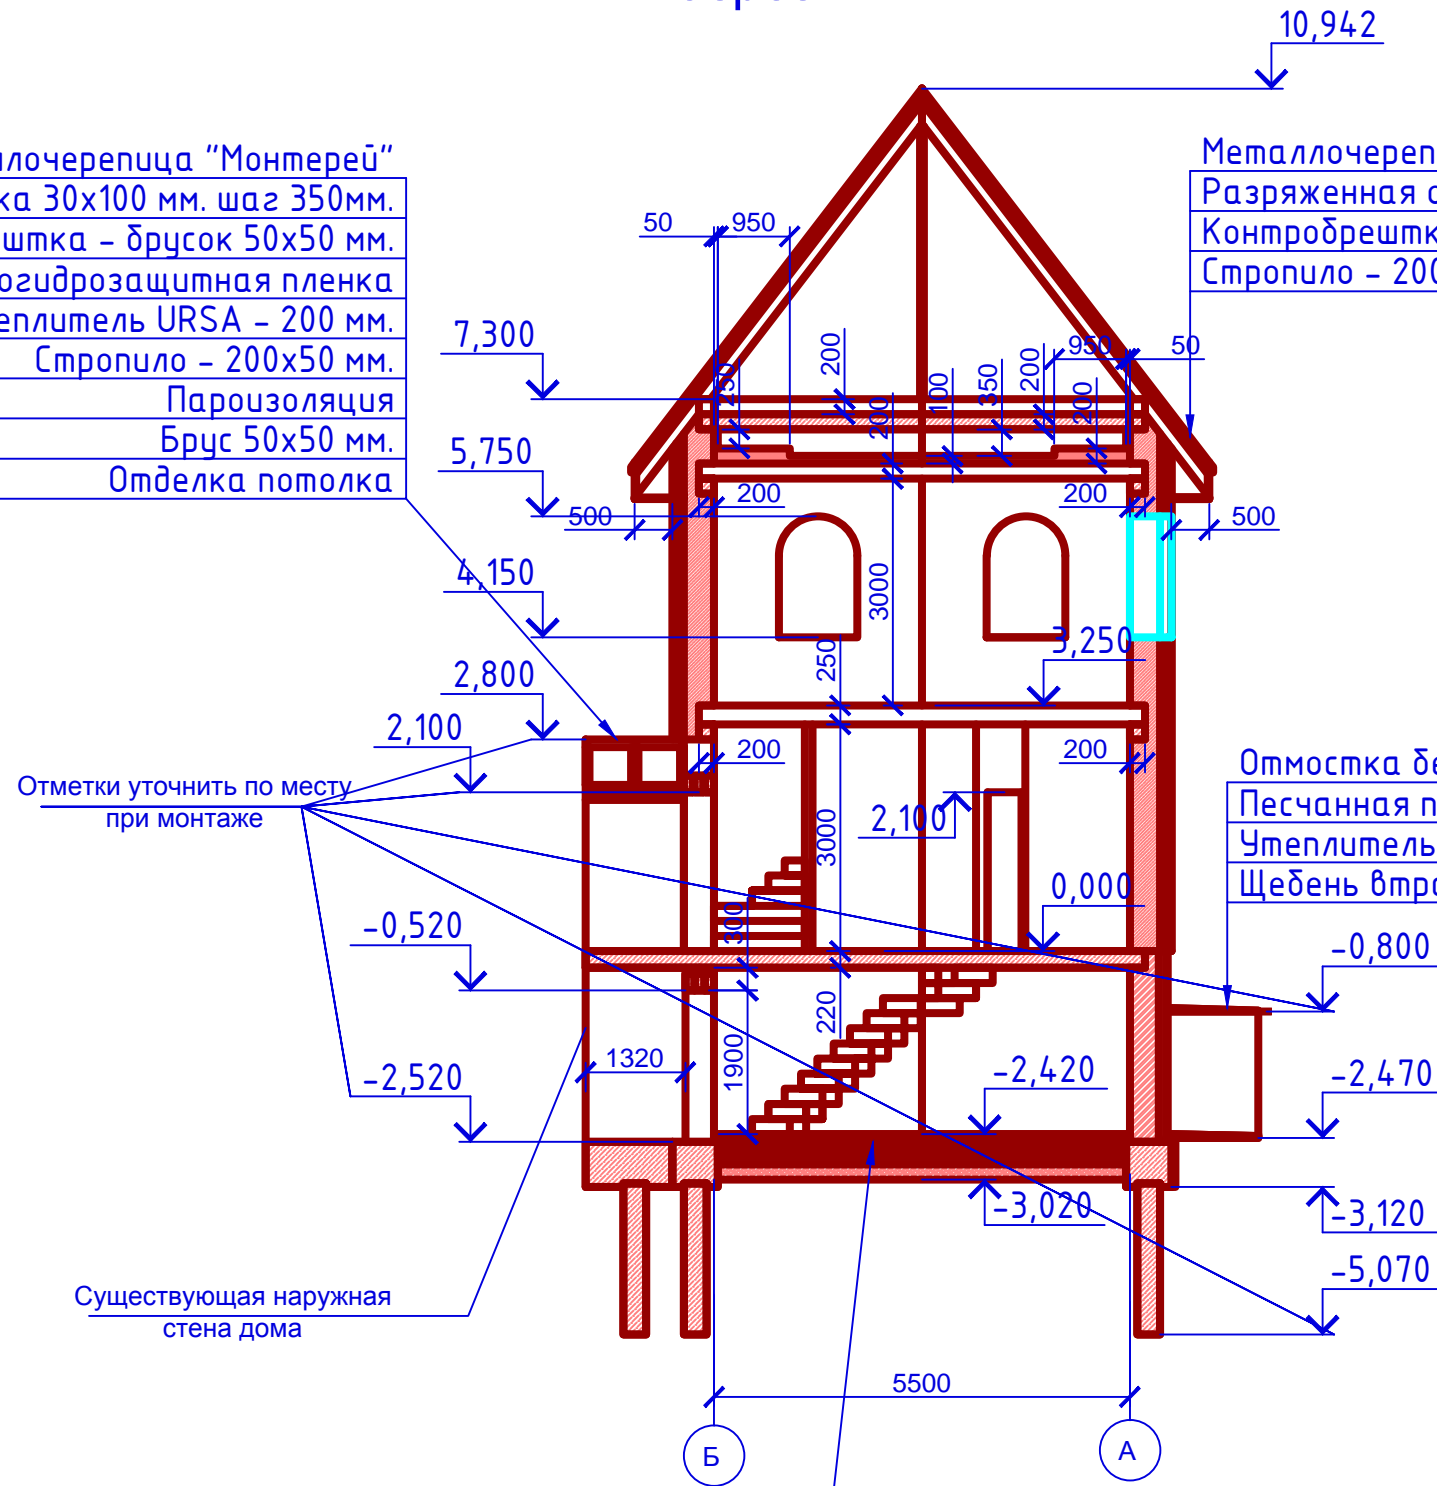 10,942
ллочерепица "Монтерей"
ка 30х100 мм. шаг 350мм.
штка - брусок 50х50 мм.
огидрозащитная пленка
еплитель URSA - 200 мм.
Стропило - 200х50 мм.
Пароизоляция
Брус 50х50 мм.
Отделка потолка
Металлочереп
Разряженная
Контробрештк
Стропило - 200
50
950
950
50
7,300
200
250
200
100
350
200
200
5,750
200
200
500
500
4,150
3000
3,250
250
2,800
2,100
200
200
Отметки уточнить по месту
при монтаже
2,100
3000
Отмостка бе
Песчанная п
Утеплитель
Щебень втро
0,000
300
-0,520
-0,800
220
1320
1900
-2,520
-2,420
-2,470
-3,020
-3,120
-5,070
Существующая наружная
стена дома
5500
Б
А